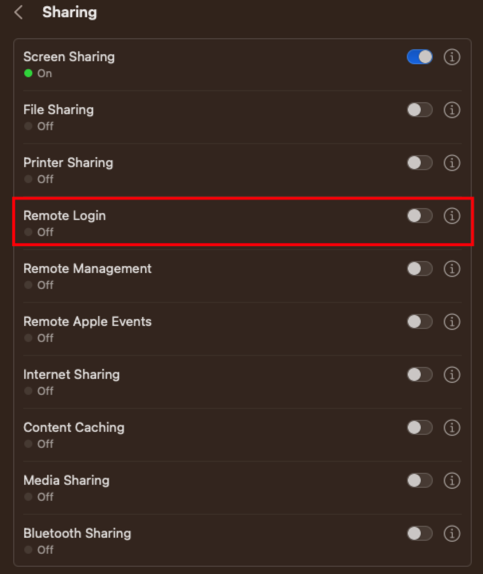 Sharing
Screen Sharing
On
File Sharing
Off
Printer Sharing
Off
Remote Login
Off
Remote Management
Off
Remote Apple Events
Off
Internet Sharing
Off
Content Caching
Off
Media Sharing
Off
Bluetooth Sharing
Off